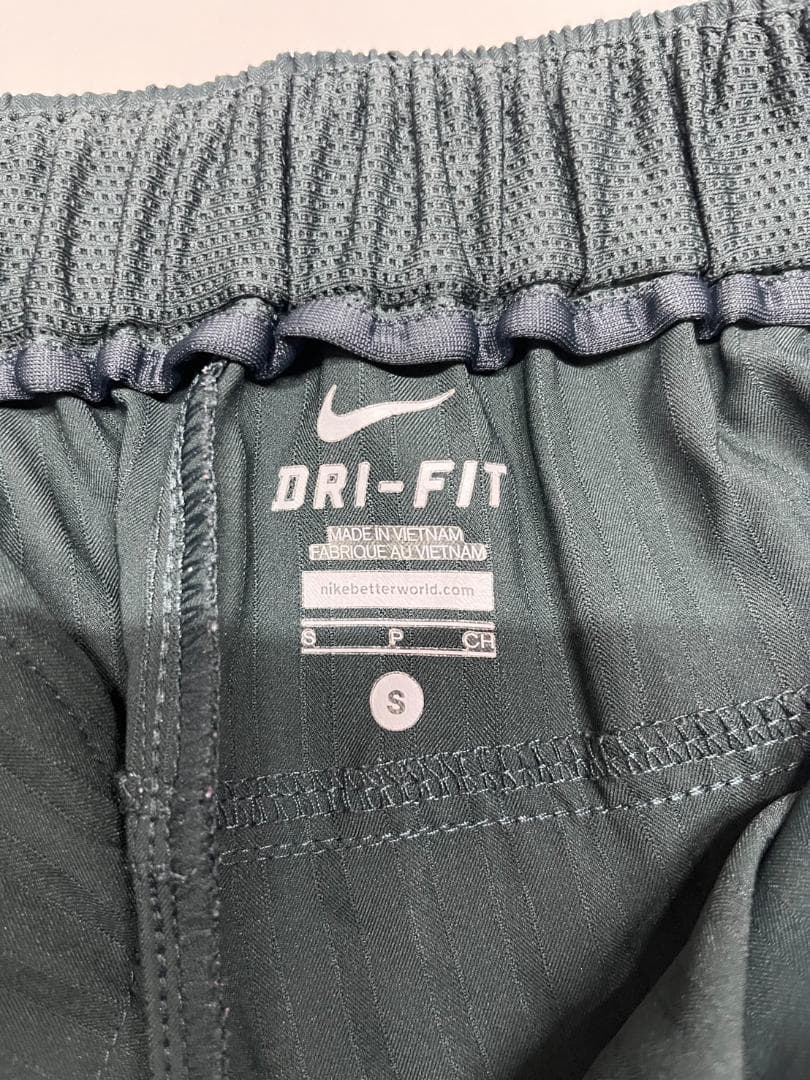 DRI-FIT
MADE IN VIETNAM
FABRIQUE AU VIETNAM
nikebetterworld.com
S P CH
S